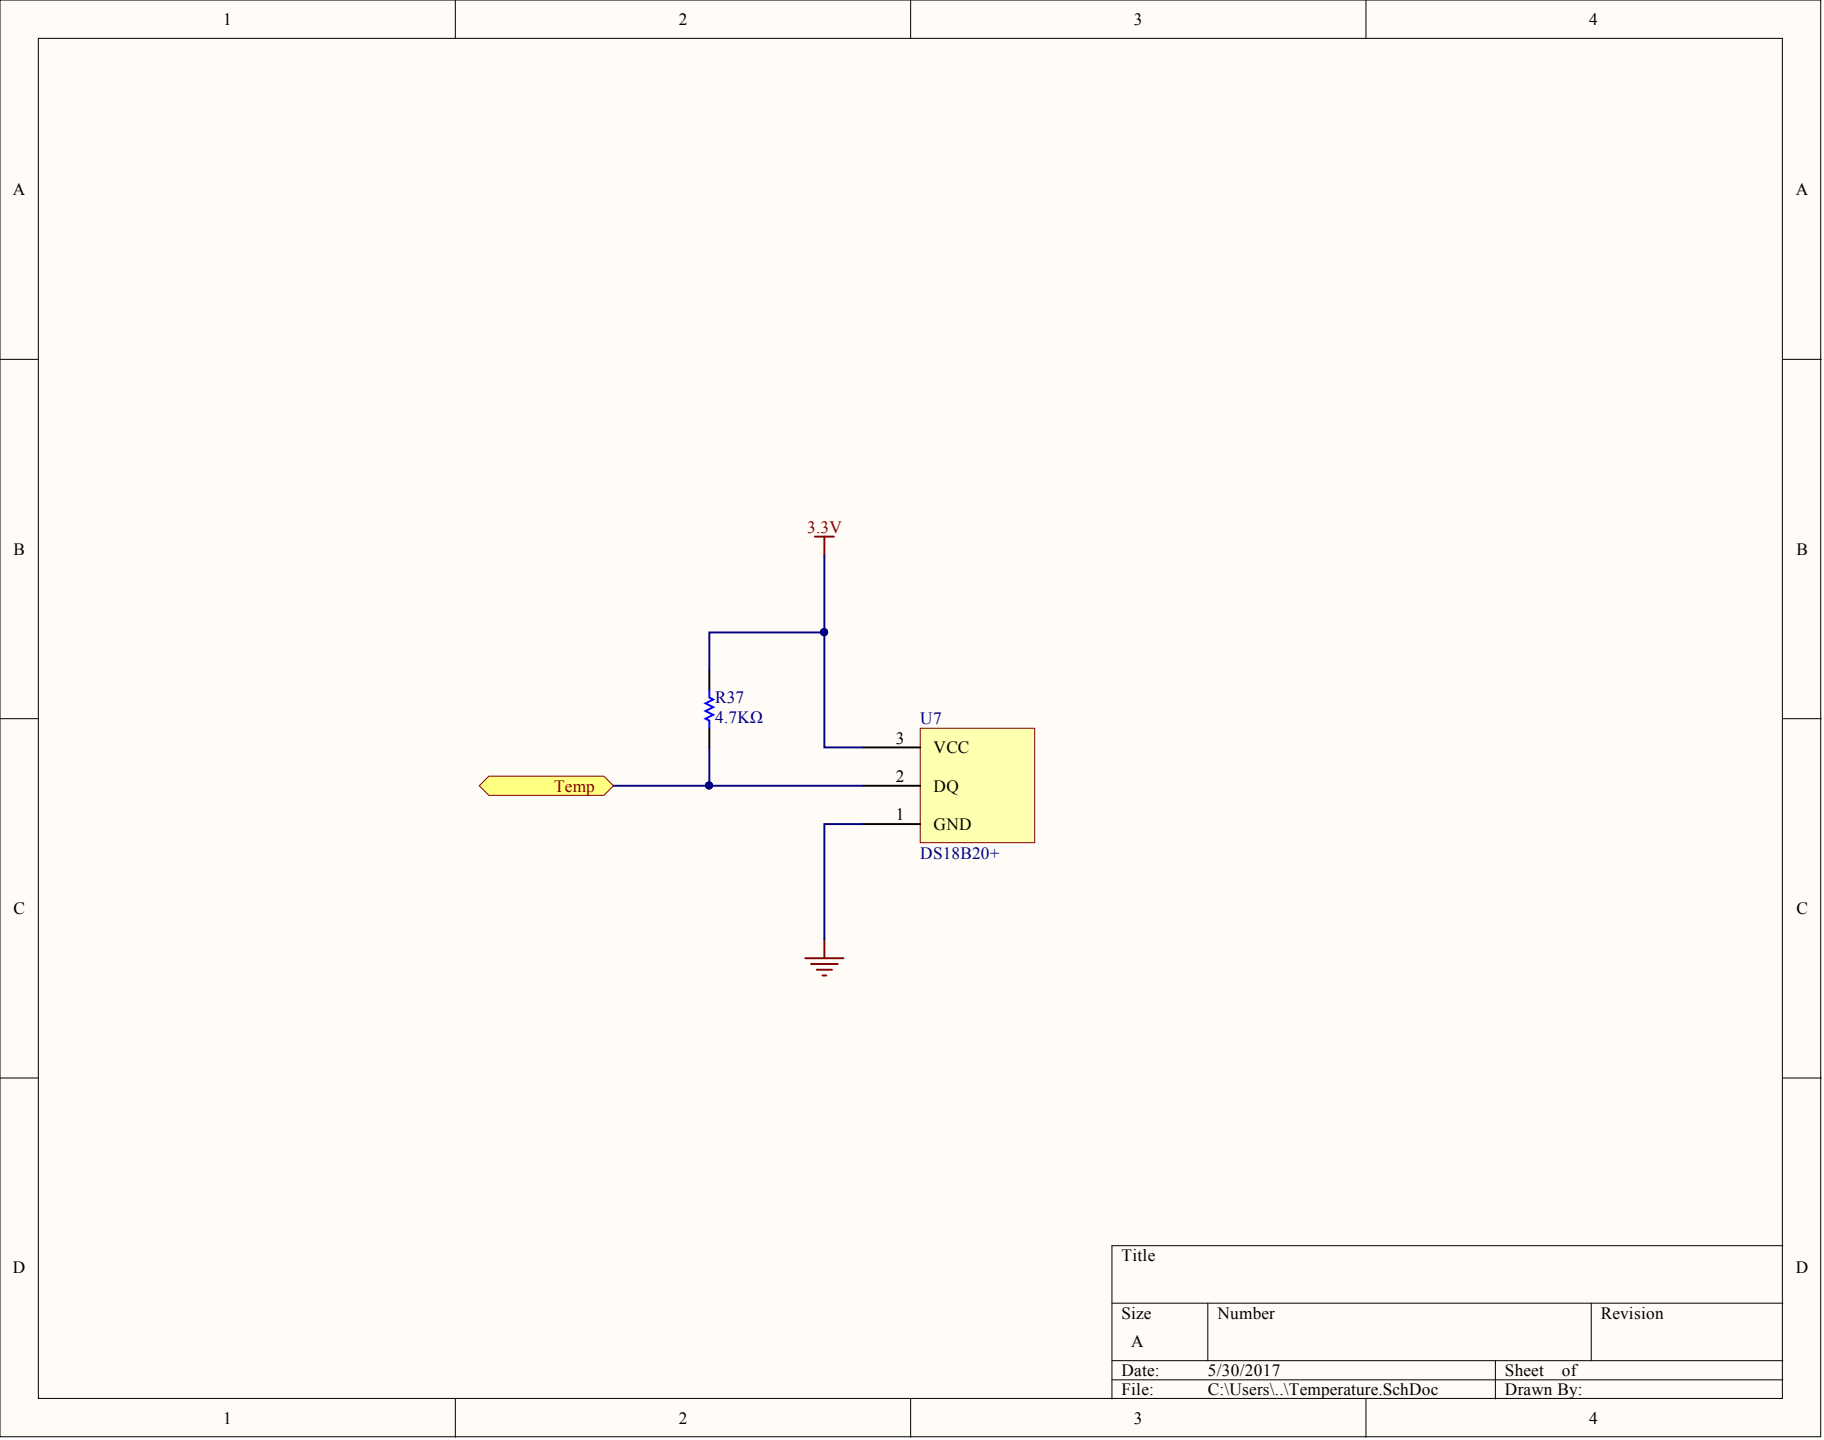 1 2 3 4
A A
3.3V
B B
R37
4.7KΩ
U7
3 VCC
Temp
2 DQ
1 GND
DS18B20+
C C
Title
D D
Size Number Revision
A
Date: 5/30/2017 Sheet of
File: C:\Users\..\Temperature.SchDoc Drawn By:
1 2 3 4